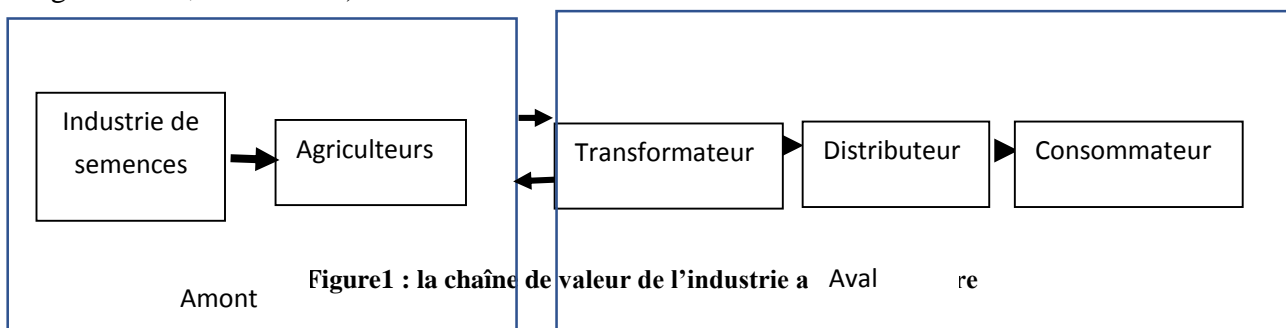 Industrie de
semences
Agriculteurs
Transformateur
Distributeur
Consommateur
Figure1 : la chaîne de valeur de l’industrie a
Aval
re
Amont